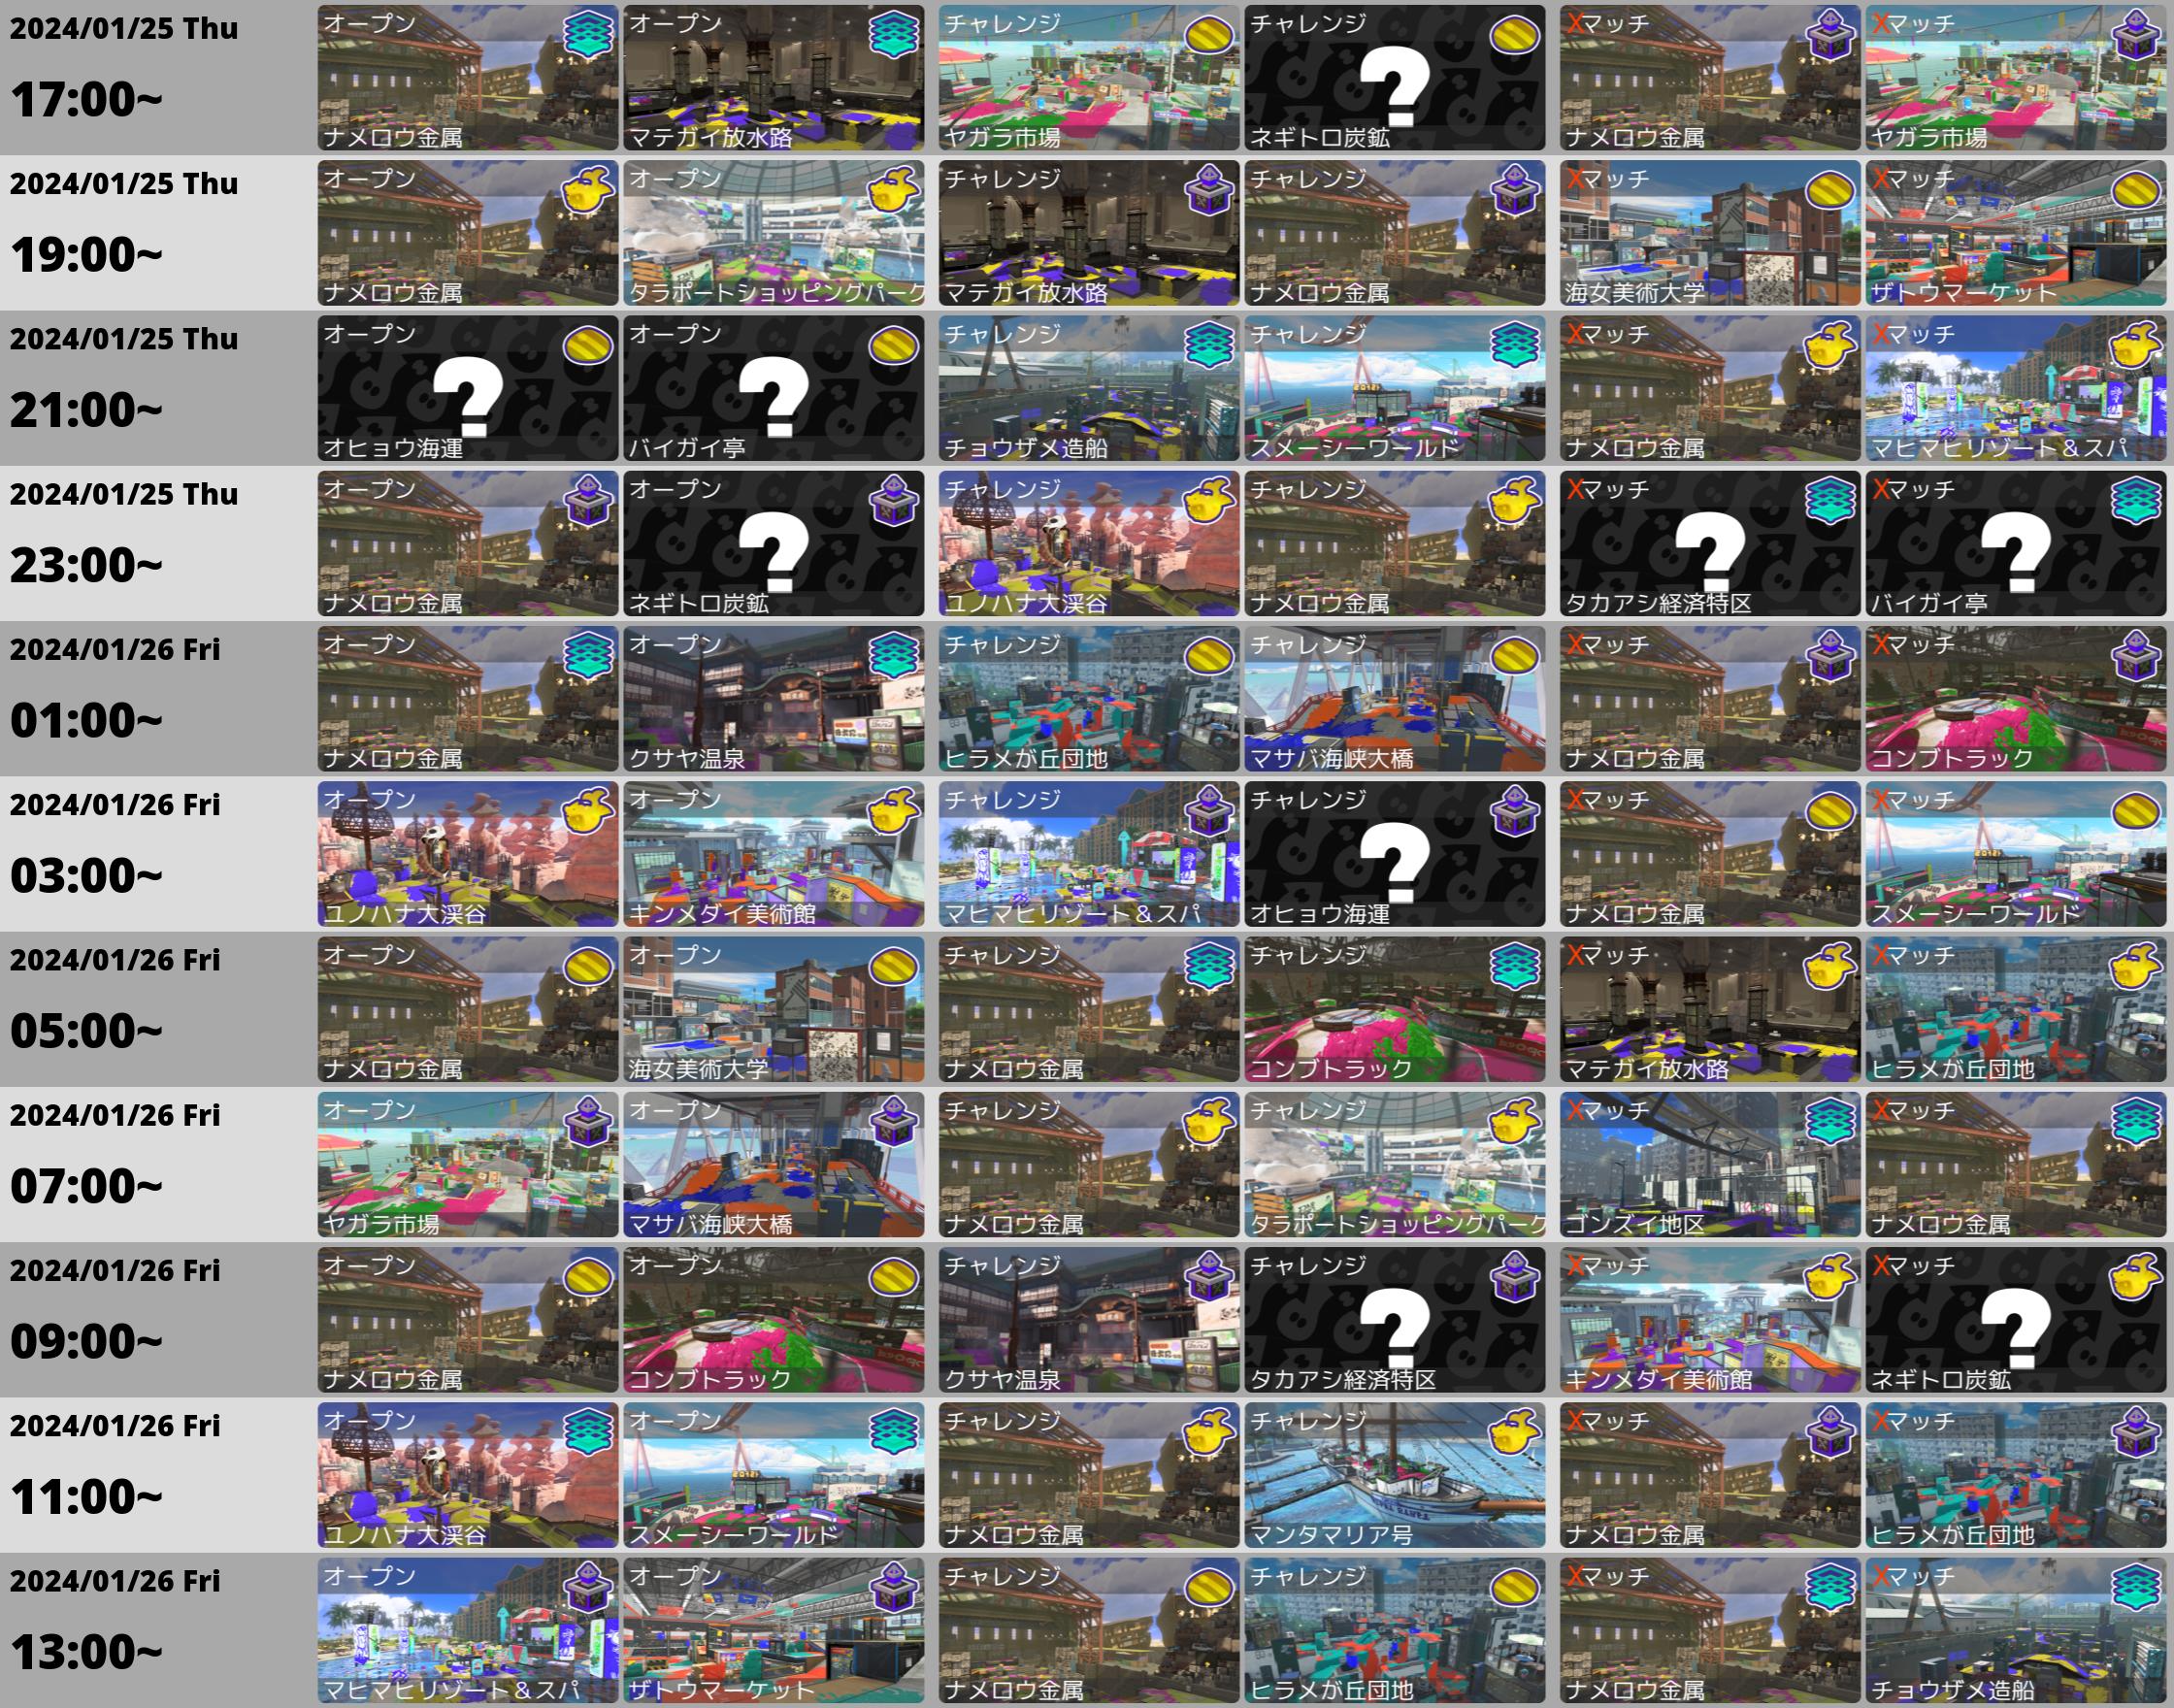 2024/01/25 Thu
17:00~
オープン オープン チャレンジ チャレンジ Xマッチ Xマッチ
ナメロウ金属 マテガイ放水路 ヤガラ市場 ネギトロ炭鉱 ナメロウ金属 ヤガラ市場
2024/01/25 Thu
19:00~
オープン オープン チャレンジ チャレンジ Xマッチ Xマッチ
ナメロウ金属 タラポートショッピングパーク マテガイ放水路 ナメロウ金属 海女美術大学 ザトウマーケット
2024/01/25 Thu
21:00~
オープン オープン チャレンジ チャレンジ Xマッチ Xマッチ
? ?
オヒョウ海運 バイガイ亭 チョウザメ造船 スメーシーワールド ナメロウ金属 マヒマヒリゾート&スパ
2024/01/25 Thu
23:00~
オープン オープン チャレンジ チャレンジ Xマッチ Xマッチ
? ? ?
ナメロウ金属 ネギトロ炭鉱 ユノハナ大渓谷 ナメロウ金属 タカアシ経済特区 バイガイ亭
2024/01/26 Fri
01:00~
オープン オープン チャレンジ チャレンジ Xマッチ Xマッチ
ナメロウ金属 クサヤ温泉 ヒラメが丘団地 マサバ海峡大橋 ナメロウ金属 コンブトラック
2024/01/26 Fri
03:00~
オープン オープン チャレンジ チャレンジ Xマッチ Xマッチ
?
ユノハナ大渓谷 キンメダイ美術館 マヒマヒリゾート&スパ オヒョウ海運 ナメロウ金属 スメーシーワールド
2024/01/26 Fri
05:00~
オープン オープン チャレンジ チャレンジ Xマッチ Xマッチ
ナメロウ金属 海女美術大学 ナメロウ金属 コンブトラック マテガイ放水路 ヒラメが丘団地
2024/01/26 Fri
07:00~
オープン オープン チャレンジ チャレンジ Xマッチ Xマッチ
ヤガラ市場 マサバ海峡大橋 ナメロウ金属 タラポートショッピングパーク ゴンズイ地区 ナメロウ金属
2024/01/26 Fri
09:00~
オープン オープン チャレンジ チャレンジ Xマッチ Xマッチ
? ?
ナメロウ金属 コンブトラック クサヤ温泉 タカアシ経済特区 キンメダイ美術館 ネギトロ炭鉱
2024/01/26 Fri
11:00~
オープン オープン チャレンジ チャレンジ Xマッチ Xマッチ
ユノハナ大渓谷 スメーシーワールド ナメロウ金属 マンタマリア号 ナメロウ金属 ヒラメが丘団地
2024/01/26 Fri
13:00~
オープン オープン チャレンジ チャレンジ Xマッチ Xマッチ
マヒマヒリゾート&スパ ザトウマーケット ナメロウ金属 ヒラメが丘団地 ナメロウ金属 チョウザメ造船